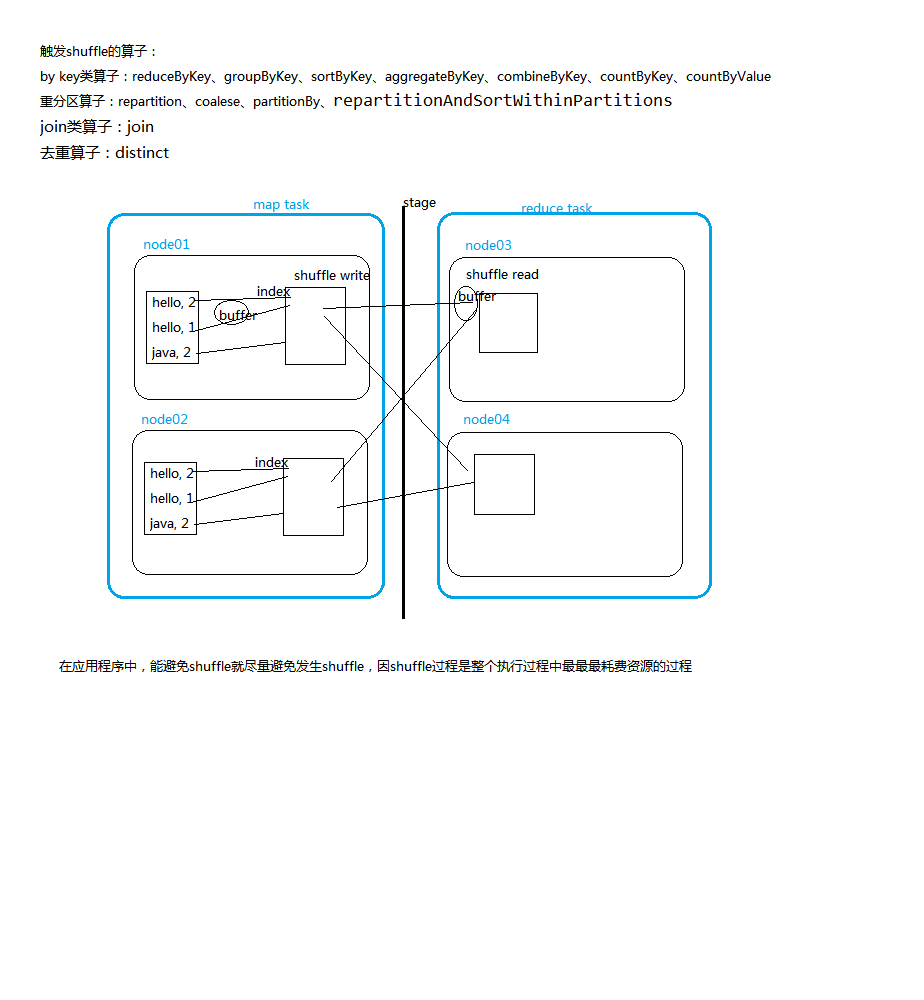 触发shuffle的算子：
by key类算子：reduceByKey、groupByKey、sortByKey、aggregateByKey、combineByKey、countByKey、countByValue
重分区算子：repartition、coalese、partitionBy、repartitionAndSortWithinPartitions
join类算子：join
去重算子：distinct
map task
stage
reduce task
node01
shuffle write
index
hello, 2
buffer
hello, 1
java, 2
node03
shuffle read
buffer
node02
index
hello, 2
hello, 1
java, 2
node04
在应用程序中，能避免shuffle就尽量避免发生shuffle，因shuffle过程是整个执行过程中最最最耗费资源的过程